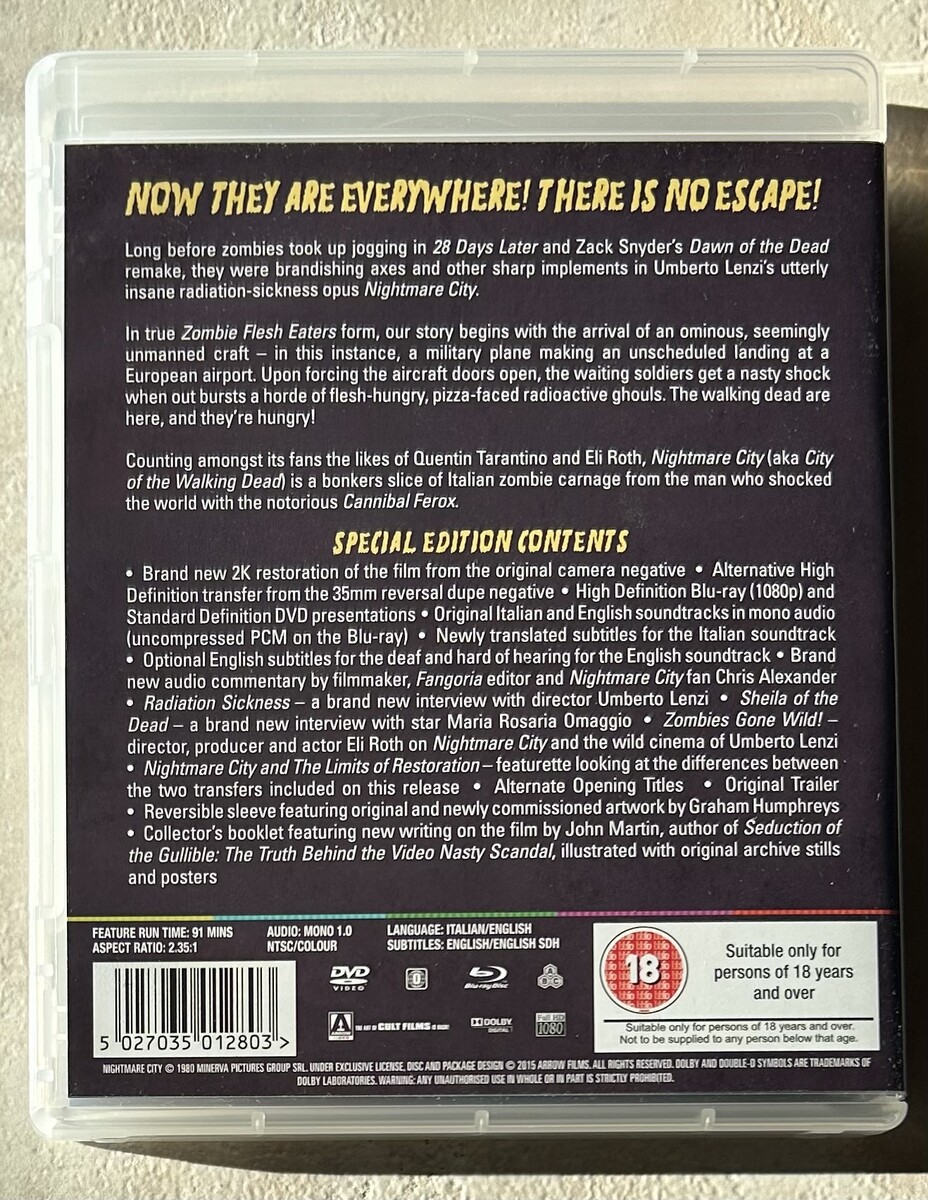 NOW THEY ARE EVERYWHERE! THERE IS NO ESCAPE!
Long before zombies took up jogging in 28 Days Later and Zack Snyder's Dawn of the Dead
remake, they were brandishing axes and other sharp implements in Umberto Lenzi's utterly
insane radiation-sickness opus Nightmare City.
In true Zombie Flesh Eaters form, our story begins with the arrival of an ominous, seemingly
unmanned craft – in this instance, a military plane making an unscheduled landing at a
European airport. Upon forcing the aircraft doors open, the waiting soldiers get a nasty shock
when out bursts a horde of flesh-hungry, pizza-faced radioactive ghouls. The walking dead are
here, and they're hungry!
Counting amongst its fans the likes of Quentin Tarantino and Eli Roth, Nightmare City (aka City
of the Walking Dead) is a bonkers slice of Italian zombie carnage from the man who shocked
the world with the notorious Cannibal Ferox.
SPECIAL EDITION CONTENTS
• Brand new 2K restoration of the film from the original camera negative • Alternative High
Definition transfer from the 35mm reversal dupe negative • High Definition Blu-ray (1080p) and
Standard Definition DVD presentations • Original Italian and English soundtracks in mono audio
(uncompressed PCM on the Blu-ray) • Newly translated subtitles for the Italian soundtrack
• Optional English subtitles for the deaf and hard of hearing for the English soundtrack • Brand
new audio commentary by filmmaker, Fangoria editor and Nightmare City fan Chris Alexander
• Radiation Sickness – a brand new interview with director Umberto Lenzi • Sheila of the
Dead – a brand new interview with star Maria Rosaria Omaggio • Zombies Gone Wild! –
director, producer and actor Eli Roth on Nightmare City and the wild cinema of Umberto Lenzi
• Nightmare City and The Limits of Restoration – featurette looking at the differences between
the two transfers included on this release • Alternate Opening Titles • Original Trailer
• Reversible sleeve featuring original and newly commissioned artwork by Graham Humphreys
• Collector's booklet featuring new writing on the film by John Martin, author of Seduction of
the Gullible: The Truth Behind the Video Nasty Scandal, illustrated with original archive stills
and posters
FEATURE RUN TIME: 91 MINS
ASPECT RATIO: 2.35:1
AUDIO: MONO 1.0
NTSC/COLOUR
LANGUAGE: ITALIAN/ENGLISH
SUBTITLES: ENGLISH/ENGLISH SDH
DVD
VIDEO
0
Blu-ray Disc
ABC
18
Suitable only for
persons of 18 years
and over
Suitable only for persons of 18 years and over.
Not to be supplied to any person below that age.
5 027035 012803 >
ARROW
THE ART OF CULT FILMS IS BACK!
DOLBY
DIGITAL
Full HD
1080
NIGHTMARE CITY © 1980 MINERVA PICTURES GROUP SRL. UNDER EXCLUSIVE LICENSE. DISC AND PACKAGE DESIGN © 2015 ARROW FILMS. ALL RIGHTS RESERVED. DOLBY AND DOUBLE-D SYMBOLS ARE TRADEMARKS OF
DOLBY LABORATORIES. WARNING: ANY UNAUTHORISED USE IN WHOLE OR IN PART IS STRICTLY PROHIBITED.